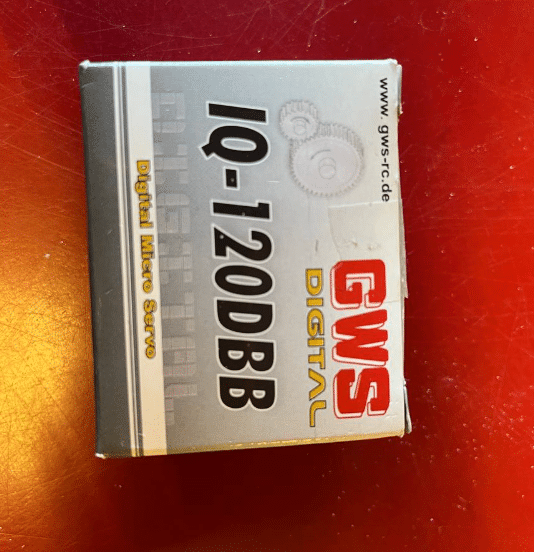 www.gws-rc.de
GWS
DIGITAL
IQ-120DBB
Digital Micro Servo